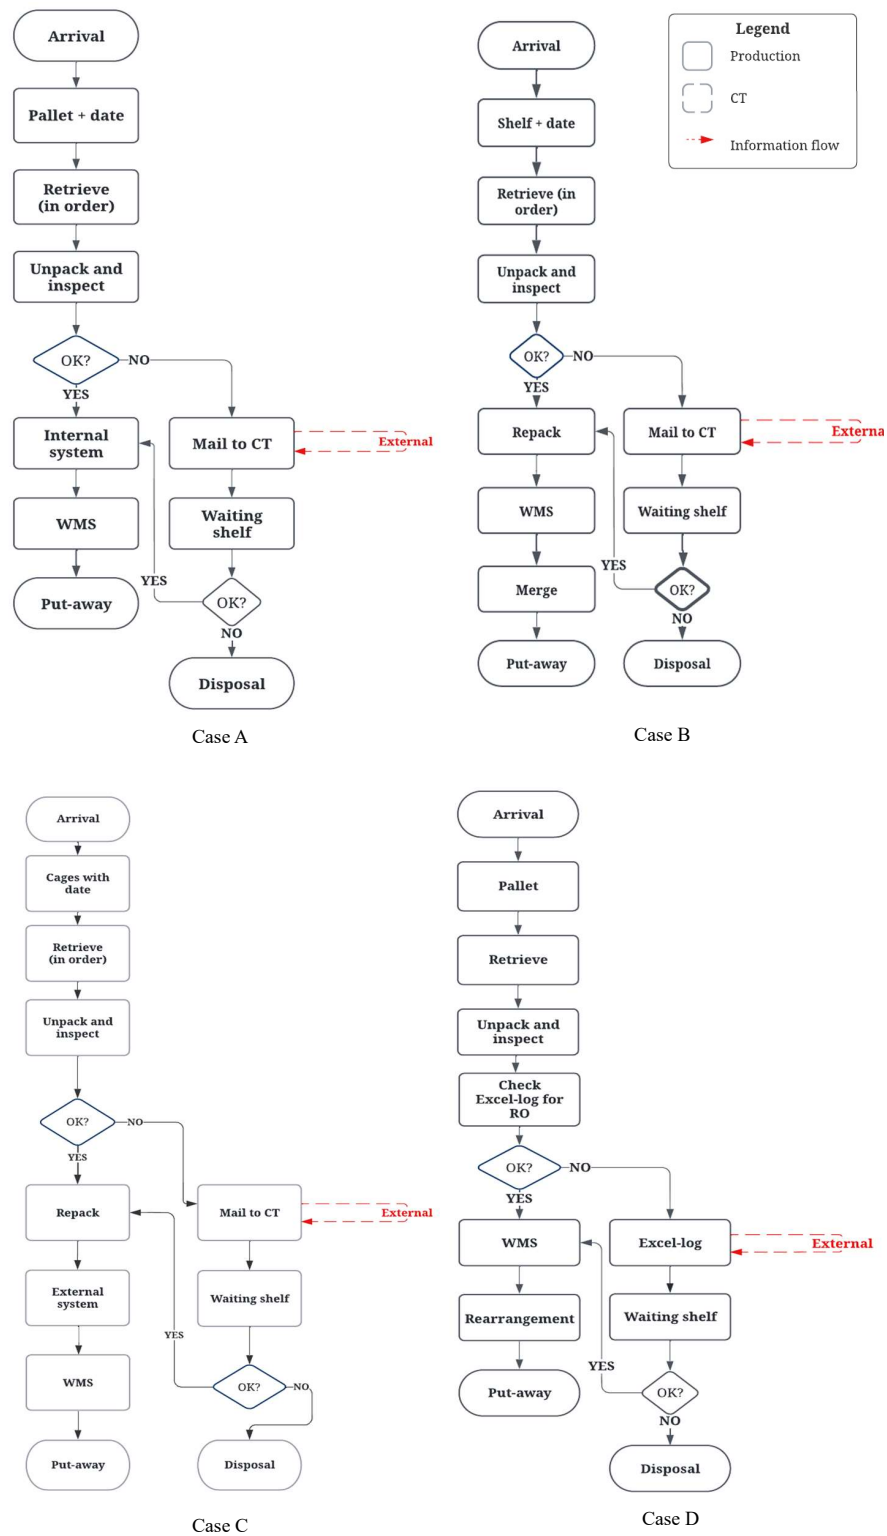 Arrival
Pallet + date
Retrieve
(in order)
Unpack and
inspect
OK?
NO
YES
Internal
system
Mail to CT
External
WMS
Waiting
shelf
YES
Put-away
OK?
NO
Disposal
Case A
Arrival
Shelf + date
Retrieve (in
order)
Unpack and
inspect
OK?
NO
YES
Repack
Mail to CT
Externa
WMS
Waiting shelf
YES
Merge
OK?
NO
Put-away
Disposal
Case B
Legend
Production
CT
Information flow
Arrival
Cages with
date
Retrieve
(in order)
Unpack and
inspect
OK?
NO
YES
Repack
Mail to CT
External
External
system
Waiting shelf
YES
WMS
OK?
NO
Put-away
Disposal
Case C
Arrival
Pallet
Retrieve
Unpack and
inspect
Check
Excel-log for
RO
OK?
NO
YES
WMS
Excel-log
External
Rearrangement
Waiting shelf
YES
Put-away
OK?
NO
Disposal
Case D